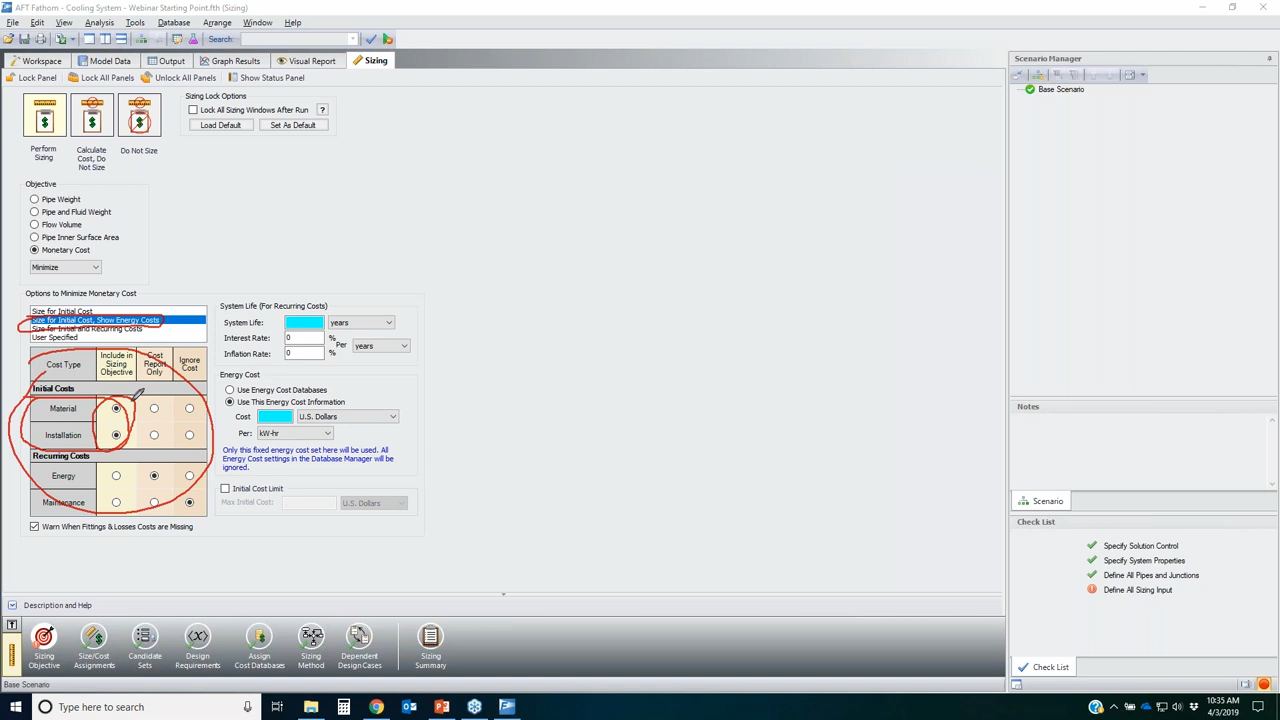 AFT Fathom - Cooling System - Webinar Starting Point.fth (Sizing)
File Edit View Analysis Tools Database Arrange Window Help
Search:
Workspace Model Data Output Graph Results Visual Report Sizing
Lock Panel Lock All Panels Unlock All Panels Show Status Panel
Sizing Lock Options
Lock All Sizing Windows After Run ?
Load Default Set As Default
Perform Sizing
Calculate Cost, Do Not Size
Do Not Size
Objective
Pipe Weight
Pipe and Fluid Weight
Flow Volume
Pipe Inner Surface Area
Monetary Cost
Minimize
Options to Minimize Monetary Cost
Size for Initial Cost
Size for Initial Cost, Show Energy Costs
Size for Initial and Recurring Costs
User Specified
Cost Type Include in Sizing Objective Cost Report Only Ignore Cost
Initial Costs
Material
Installation
Recurring Costs
Energy
Maintenance
Warn When Fittings & Losses Costs are Missing
System Life (For Recurring Costs)
System Life: years
Interest Rate: 0 %
Per years
Inflation Rate: 0 %
Energy Cost
Use Energy Cost Databases
Use This Energy Cost Information
Cost U.S. Dollars
Per: kW-hr
Only this fixed energy cost set here will be used. All
Energy Cost settings in the Database Manager will be
ignored.
Initial Cost Limit
Max Initial Cost: U.S. Dollars
Description and Help
Sizing Objective
Size/Cost Assignments
Candidate Sets
Design Requirements
Assign Cost Databases
Sizing Method
Dependent Design Cases
Sizing Summary
Base Scenario
Scenario Manager
Base Scenario
Notes
Scenario
Check List
Specify Solution Control
Specify System Properties
Define All Pipes and Junctions
Define All Sizing Input
Check List
Type here to search
10:35 AM
4/3/2019